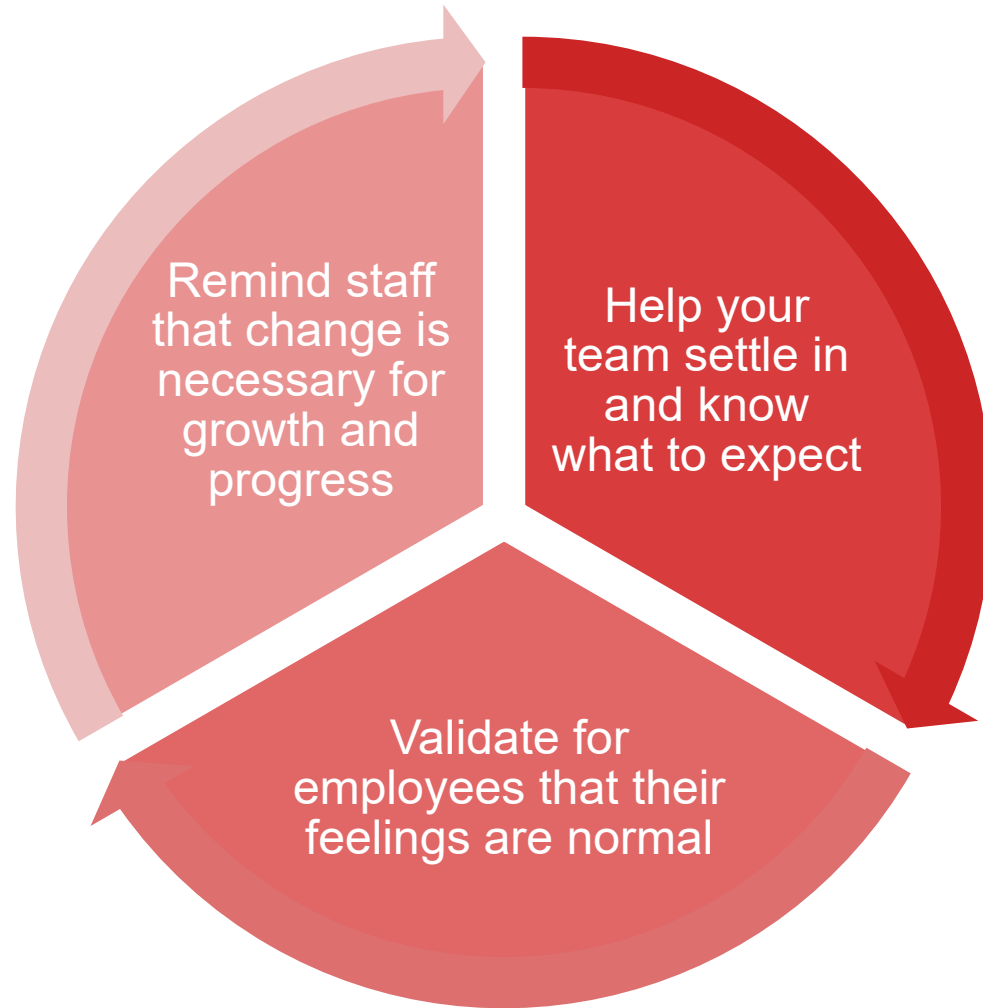 Help your
team settle in
and know
what to expect
Validate for
employees that their
feelings are normal
Remind staff
that change is
necessary for
growth and
progress